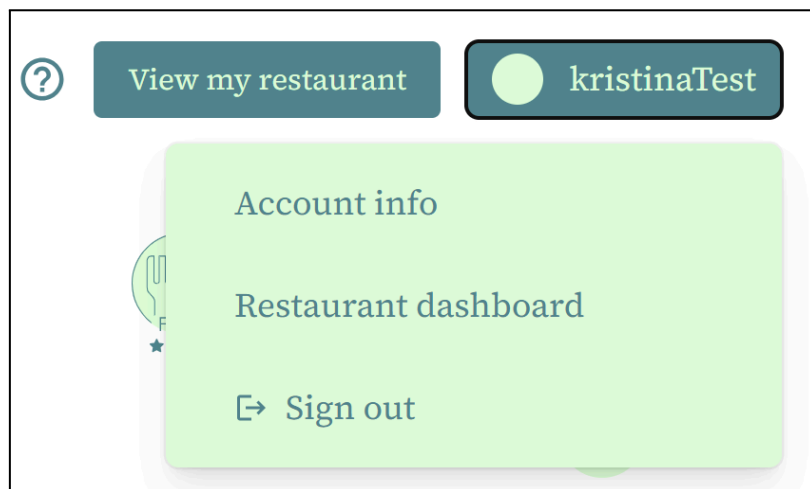 View my restaurant
kristinaTest
Account info
Restaurant dashboard
Sign out
F